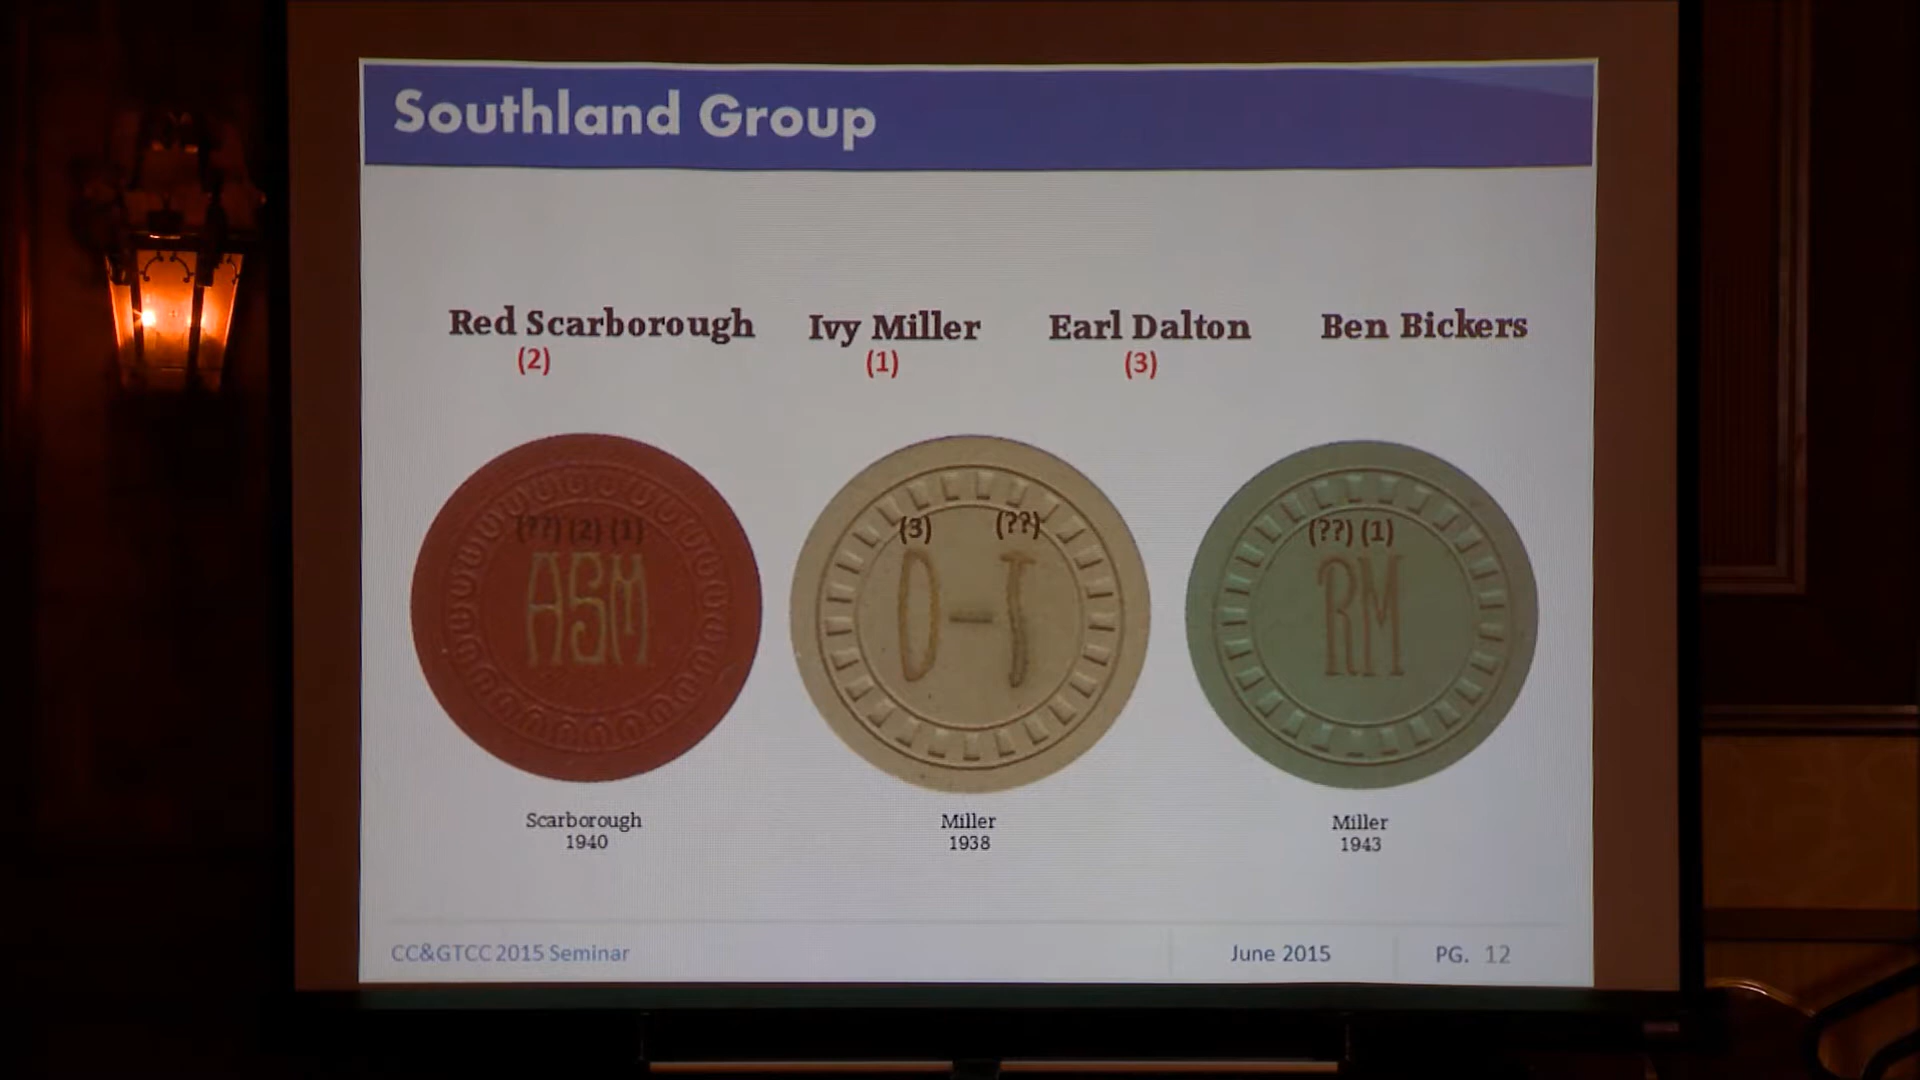 Southland Group
Red Scarborough Ivy Miller Earl Dalton Ben Bickers
(2) (1) (3)
(??) (2) (1)
ASM
(3) (??)
D-J
(??) (1)
RM
Scarborough
1940
Miller
1938
Miller
1943
CC&GTCC 2015 Seminar June 2015 PG. 12